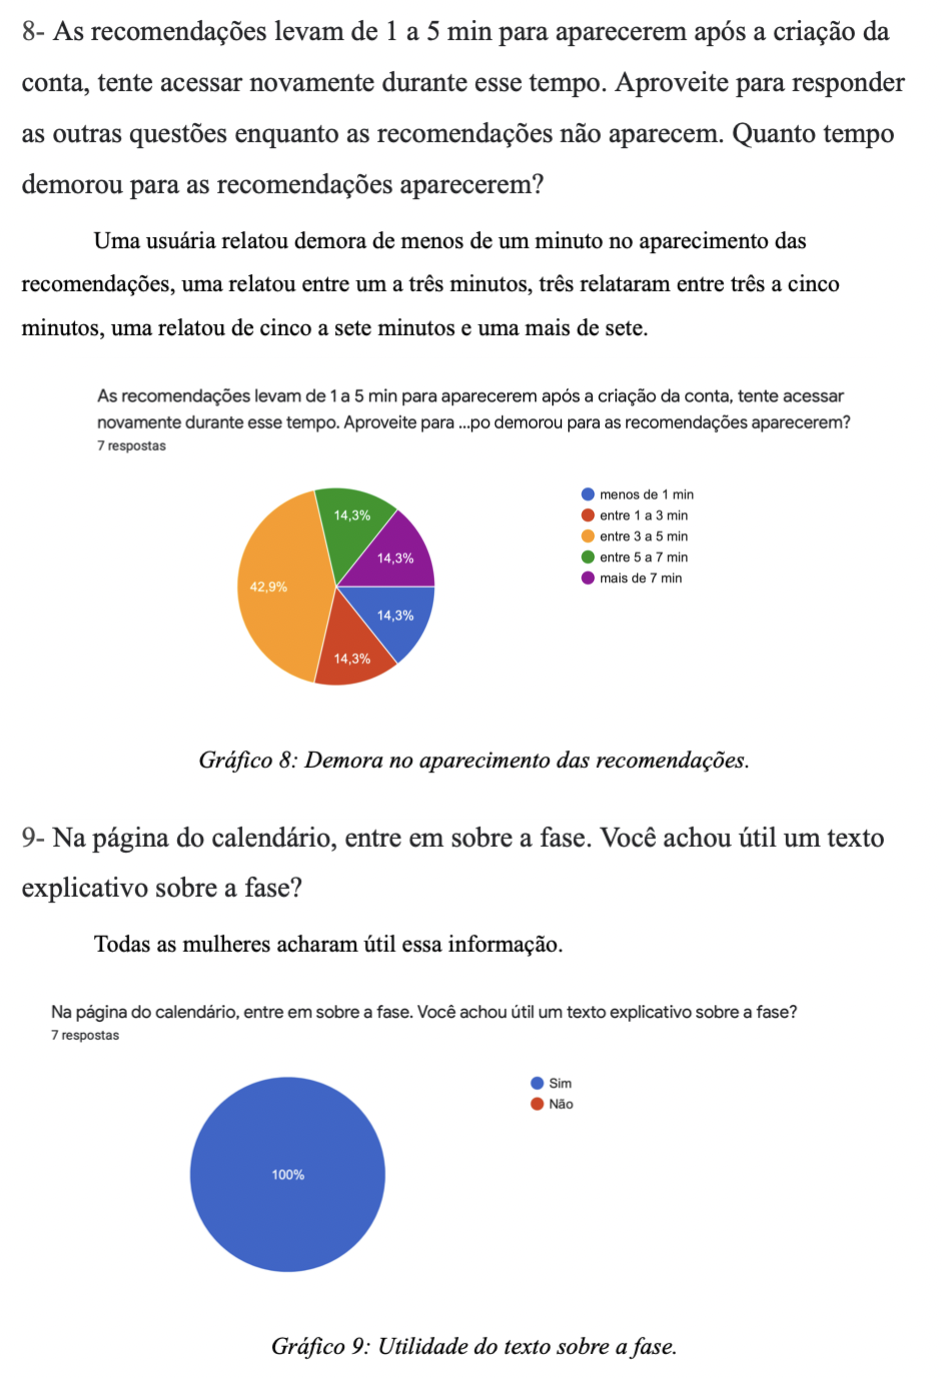 8- As recomendações levam de 1 a 5 min para aparecerem após a criação da
conta, tente acessar novamente durante esse tempo. Aproveite para responder
as outras questões enquanto as recomendações não aparecem. Quanto tempo
demorou para as recomendações aparecerem?
Uma usuária relatou demora de menos de um minuto no aparecimento das
recomendações, uma relatou entre um a três minutos, três relataram entre três a cinco
minutos, uma relatou de cinco a sete minutos e uma mais de sete.
As recomendações levam de 1 a 5 min para aparecerem após a criação da conta, tente acessar
novamente durante esse tempo. Aproveite para ...po demorou para as recomendações aparecerem?
7 respostas
14,3%
14,3%
42,9%
14,3%
14,3%
menos de 1 min
entre 1 a 3 min
entre 3 a 5 min
entre 5 a 7 min
mais de 7 min
Gráfico 8: Demora no aparecimento das recomendações.
9- Na página do calendário, entre em sobre a fase. Você achou útil um texto
explicativo sobre a fase?
Todas as mulheres acharam útil essa informação.
Na página do calendário, entre em sobre a fase. Você achou útil um texto explicativo sobre a fase?
7 respostas
100%
Sim
Não
Gráfico 9: Utilidade do texto sobre a fase.